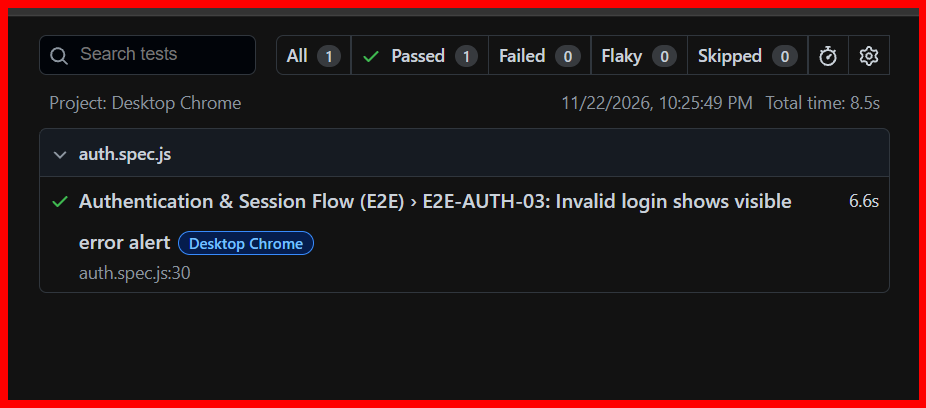 Search tests
All 1 Passed 1 Failed 0 Flaky 0 Skipped 0
Project: Desktop Chrome 11/22/2026, 10:25:49 PM Total time: 8.5s
auth.spec.js
Authentication & Session Flow (E2E) › E2E-AUTH-03: Invalid login shows visible 6.6s
error alert Desktop Chrome
auth.spec.js:30